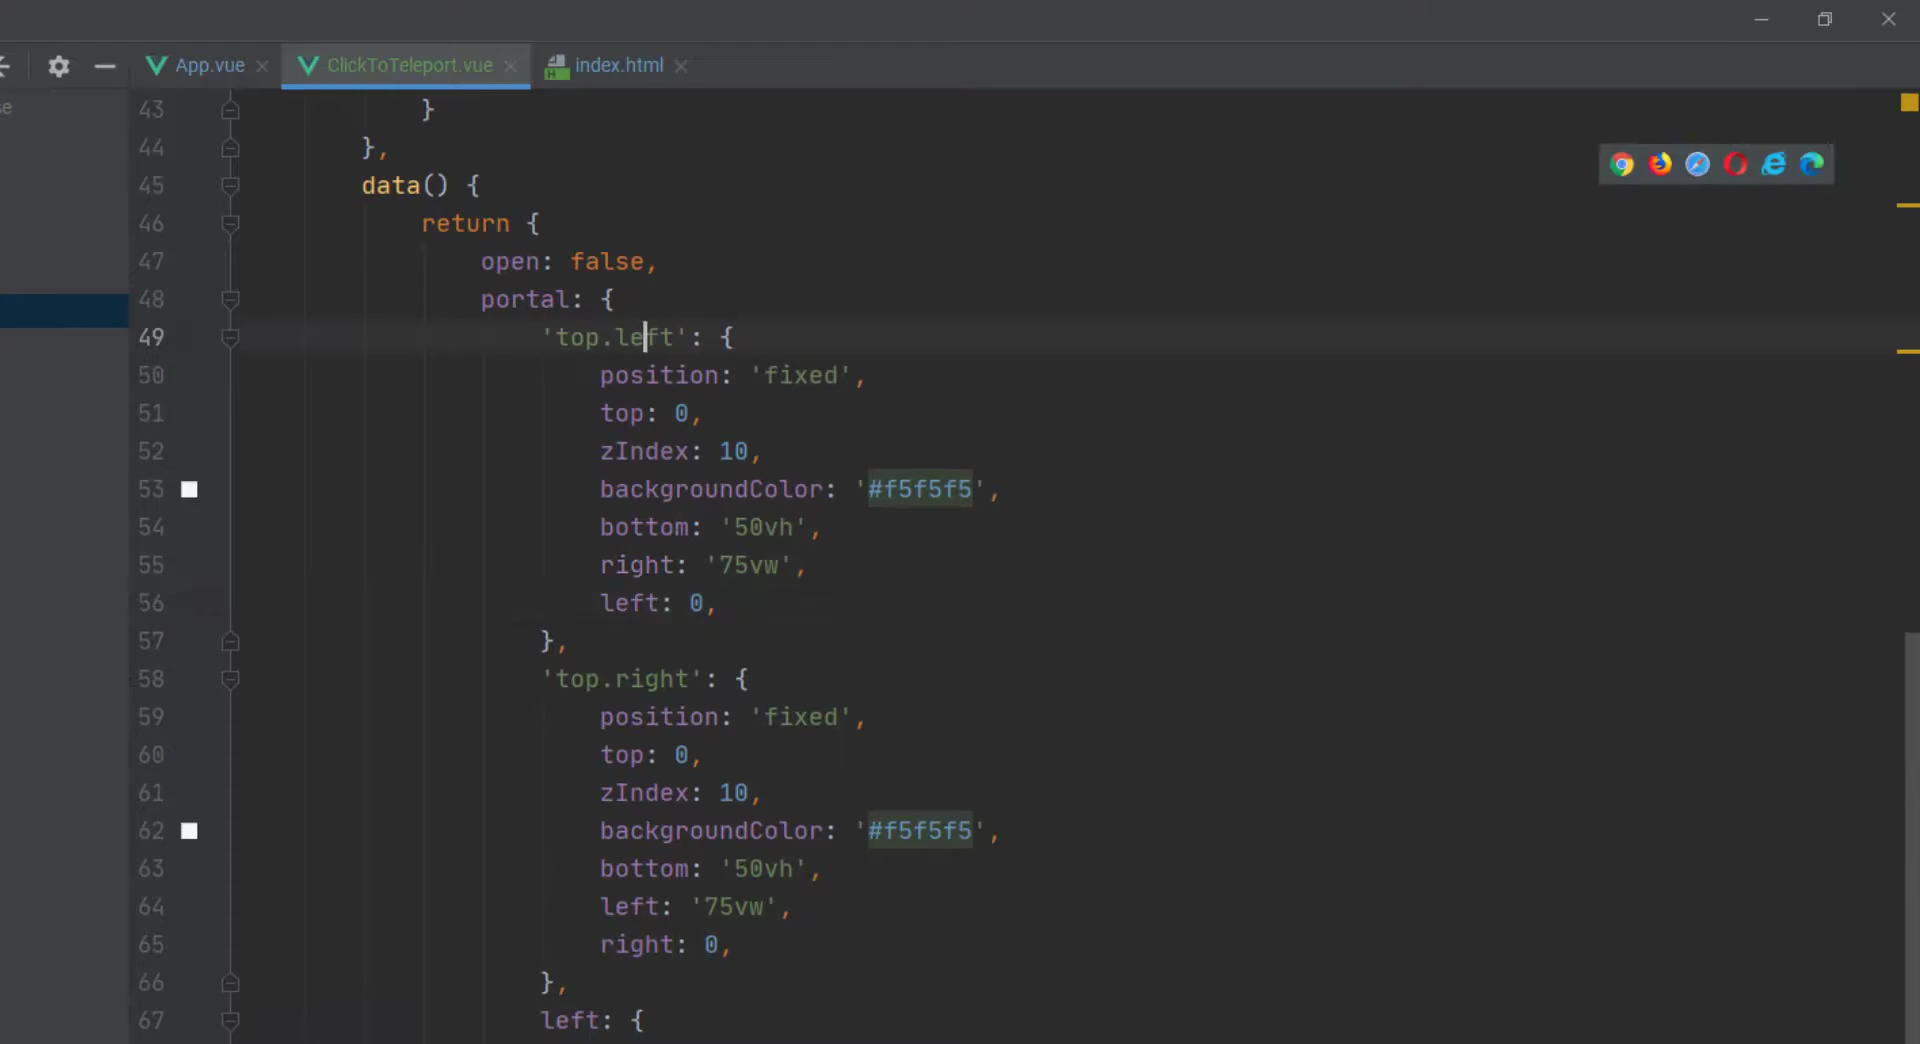 se
App.vue
ClickToTeleport.vue
index.html
43 }
44 },
45 data() {
46 return {
47 open: false,
48 portal: {
49 'top.left': {
50 position: 'fixed',
51 top: 0,
52 zIndex: 10,
53 backgroundColor: '#f5f5f5',
54 bottom: '50vh',
55 right: '75vw',
56 left: 0,
57 },
58 'top.right': {
59 position: 'fixed',
60 top: 0,
61 zIndex: 10,
62 backgroundColor: '#f5f5f5',
63 bottom: '50vh',
64 left: '75vw',
65 right: 0,
66 },
67 left: {